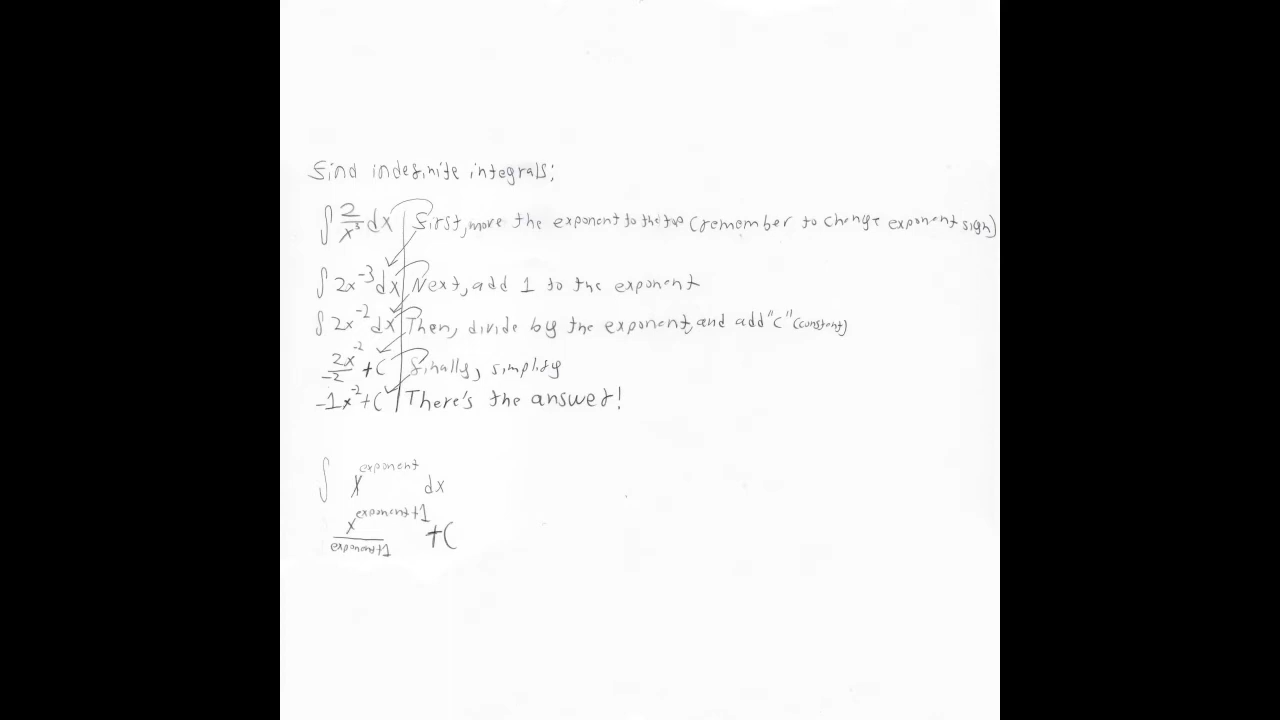 Find indefinite integrals;
∫ 2/x³ dx First, move the exponent to the top (remember to change exponent sign)
∫ 2x⁻³ dx Next, add 1 to the exponent
∫ 2x⁻² dx Then, divide by the exponent, and add "C" (constant)
2x⁻²/-2 + C Finally, simplify
-1x⁻² + C There's the answer!
∫ x^exponent dx
x^exponent+1 / exponent+1 + C